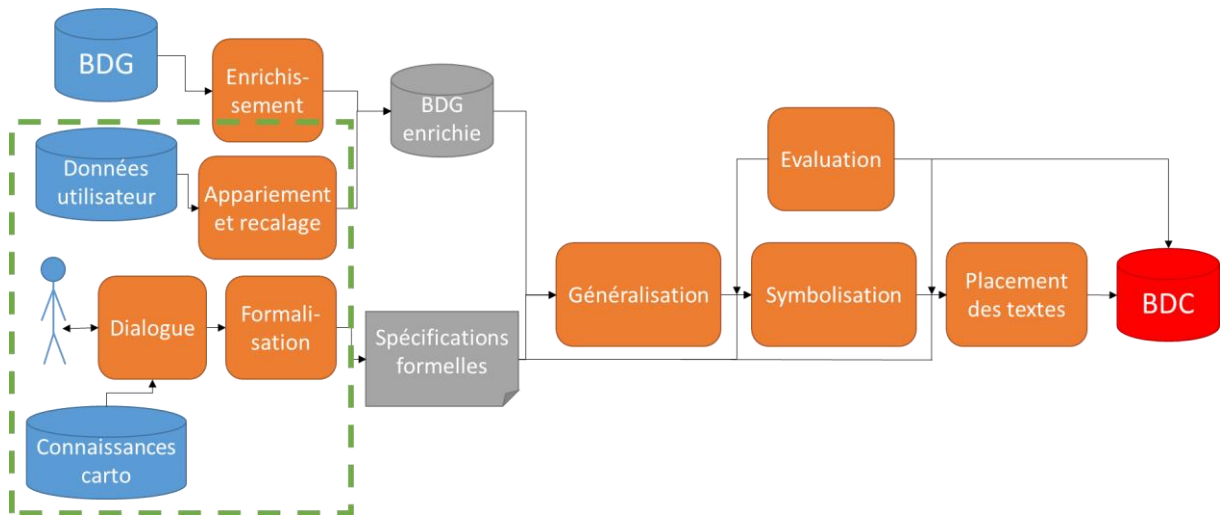 BDG
Enrichis-
sement
BDG
enrichie
Données
utilisateur
Appariement
et recalage
Evaluation
Dialogue
Formali-
sation
Spécifications
formelles
Généralisation
Symbolisation
Placement
des textes
BDC
Connaissances
carto